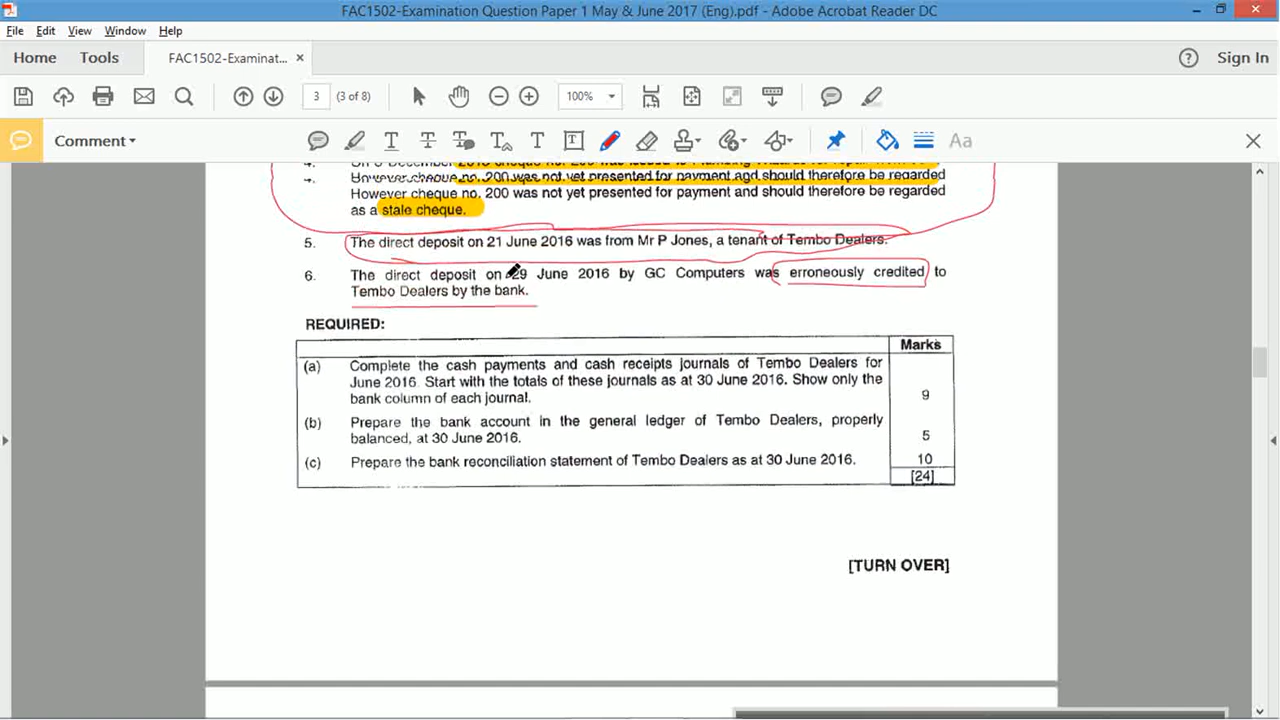 FAC1502-Examination Question Paper 1 May & June 2017 (Eng).pdf - Adobe Acrobat Reader DC
File Edit View Window Help
Home Tools FAC1502-Examinat... × Sign In
3 (3 of 8) 100%
Comment Aa
4.
However cheque no. 200 was not yet presented for payment and should therefore be regarded
However cheque no. 200 was not yet presented for payment and should therefore be regarded
as a stale cheque.
5. The direct deposit on 21 June 2016 was from Mr P Jones, a tenant of Tembo Dealers.
6. The direct deposit on 29 June 2016 by GC Computers was erroneously credited to
Tembo Dealers by the bank.
REQUIRED:
Marks
(a) Complete the cash payments and cash receipts journals of Tembo Dealers for
June 2016. Start with the totals of these journals as at 30 June 2016. Show only the
bank column of each journal. 9
(b) Prepare the bank account in the general ledger of Tembo Dealers, properly
balanced, at 30 June 2016. 5
(c) Prepare the bank reconciliation statement of Tembo Dealers as at 30 June 2016. 10
[24]
[TURN OVER]